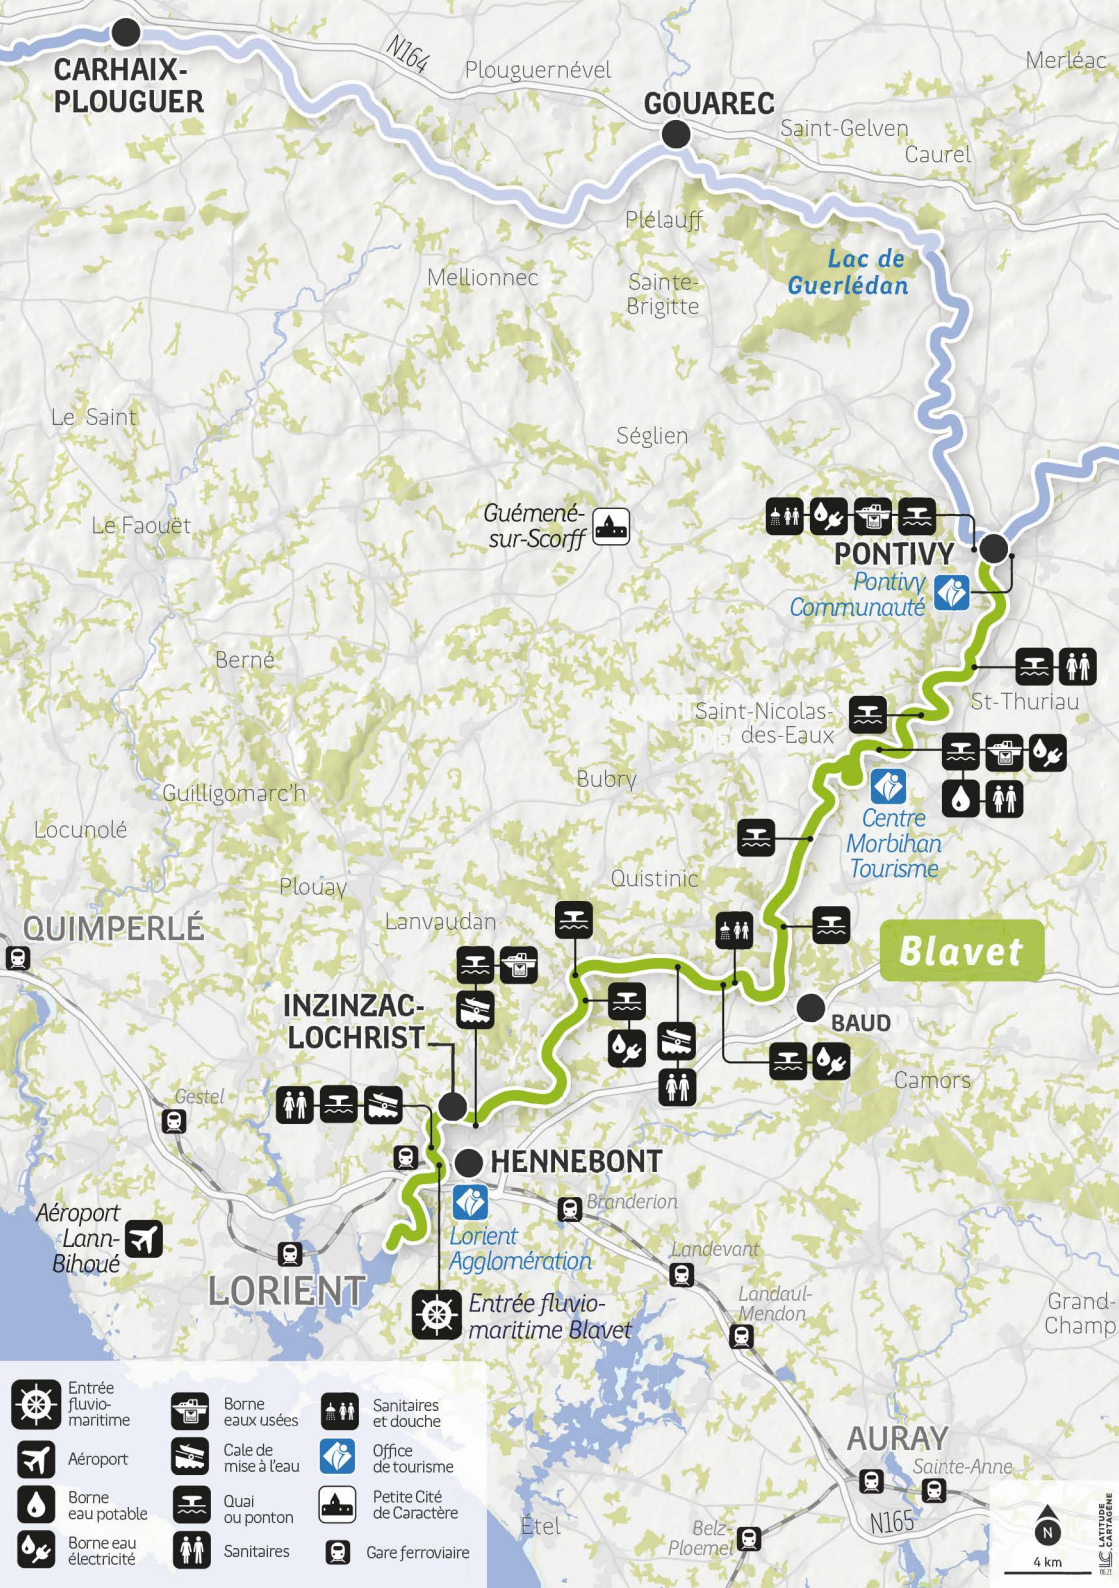 CARHAIX-
PLOUGUER
N164
Plouguernével
Merléac
GOUAREC
Saint-Gelven
Caurel
Plélauff
Lac de
Guerlédan
Mellionnec
Sainte-
Brigitte
Le Saint
Séglien
Le Faouët
Guémené-
sur-Scorff
PONTIVY
Pontivy
Communauté
Berné
St-Thuriau
Saint-Nicolas-
des-Eaux
Bubry
Guilligomarc'h
Locunolé
Centre
Morbihan
Tourisme
Plouay
Quistinic
Lanvaudan
QUIMPERLÉ
Blavet
INZINZAC-
LOCHRIST
BAUD
Camors
Gestel
HENNEBONT
Branderion
Aéroport
Lann-
Bihoué
Lorient
Agglomération
Landevant
LORIENT
Landaul-
Mendon
Entrée fluvio-
maritime Blavet
Grand-
Champ
Entrée
fluvio-
maritime
Aéroport
Borne
eau potable
Borne eau
électricité
Borne
eaux usées
Cale de
mise à l'eau
Quai
ou ponton
Sanitaires
Sanitaires
et douche
Office
de tourisme
Petite Cité
de Caractère
Gare ferroviaire
AURAY
Sainte-Anne
Étel
Belz-
Ploemel
N165
N
4 km
LATITUDE
CARTAGÈNE